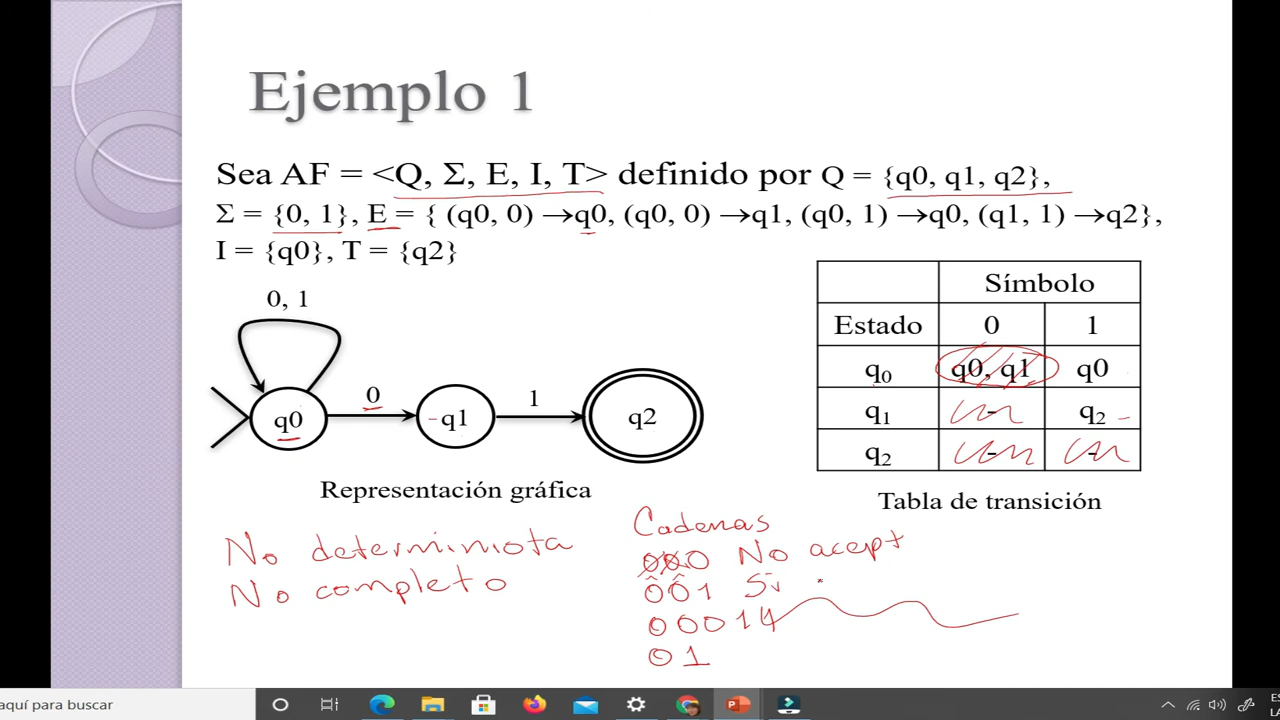 Ejemplo 1
Sea AF = <Q, Σ, E, I, T> definido por Q = {q0, q1, q2},
Σ = {0, 1}, E = { (q0, 0) →q0, (q0, 0) →q1, (q0, 1) →q0, (q1, 1) →q2},
I = {q0}, T = {q2}
0, 1
q0
0
q1
1
q2
Representación gráfica
Símbolo
Estado 0 1
q₀ q0, q1 q0
q₁ - q₂
q₂ - -
Tabla de transición
No determinista
No completo
Cadenas
000 No acept
001 Si
0001
01
aquí para buscar